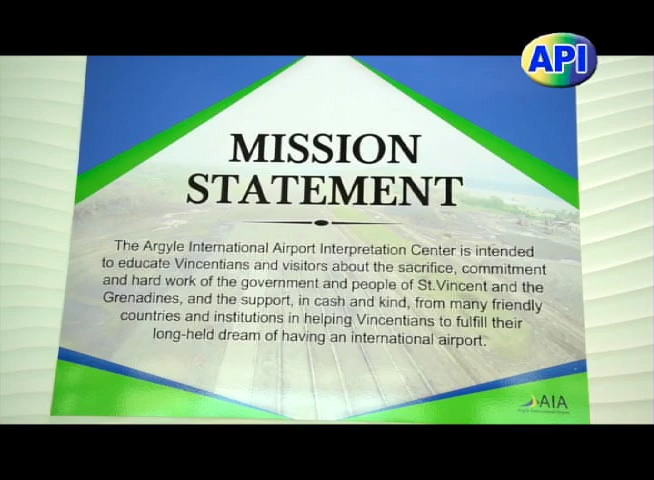 API
MISSION
STATEMENT
The Argyle International Airport Interpretation Center is intended
to educate Vincentians and visitors about the sacrifice, commitment
and hard work of the government and people of St.Vincent and the
Grenadines, and the support, in cash and kind, from many friendly
countries and institutions in helping Vincentians to fulfill their
long-held dream of having an international airport.
AIA
Argyle International Airport